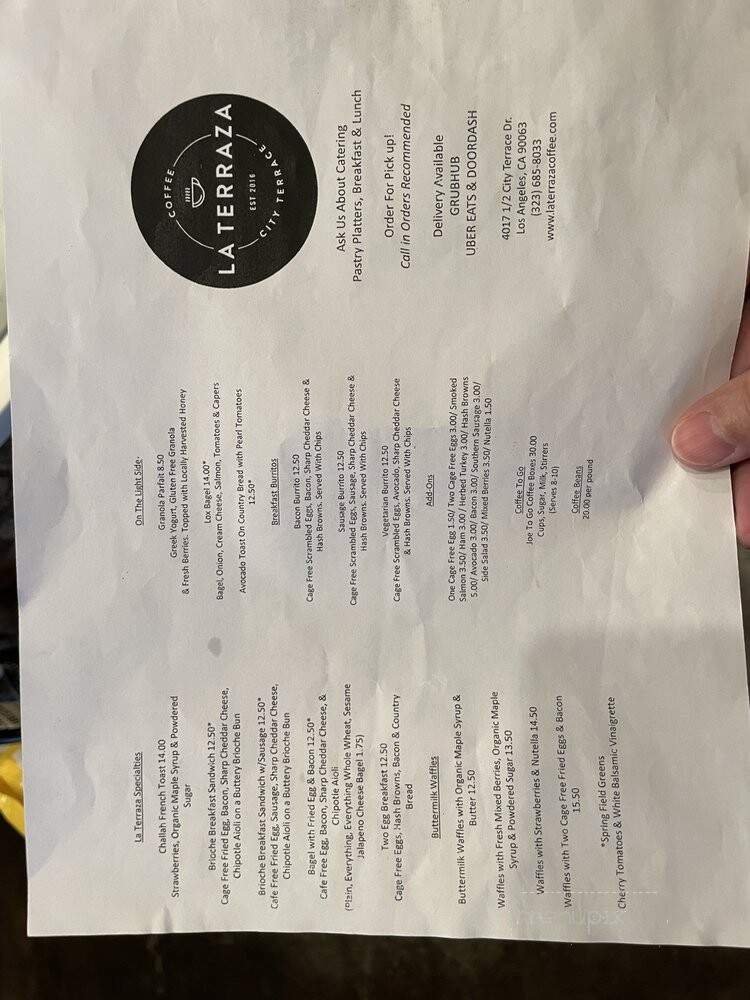 La Terraza Specialties
Challah French Toast 14.00
Strawberries, Organic Maple Syrup & Powdered
Sugar
Brioche Breakfast Sandwich 12.50*
Cage Free Fried Egg, Bacon, Sharp Cheddar Cheese,
Chipotle Aioli on a Buttery Brioche Bun
Brioche Breakfast Sandwich w/Sausage 12.50*
Cafe Free Fried Egg, Sausage, Sharp Cheddar Cheese,
Chipotle Aioli on a Buttery Brioche Bun
Bagel with Fried Egg & Bacon 12.50*
Cafe Free Egg, Bacon, Sharp Cheddar Cheese, &
Chipotle Aioli
(Plain, Everything, Everything Whole Wheat, Sesame
Jalapeno Cheese Bagel 1.75)
Two Egg Breakfast 12.50
Cage Free Eggs, Hash Browns, Bacon & Country
Bread
Buttermilk Waffles
Buttermilk Waffles with Organic Maple Syrup &
Butter 12.50
Waffles with Fresh Mixed Berries, Organic Maple
Syrup & Powdered Sugar 13.50
Waffles with Strawberries & Nutella 14.50
Waffles with Two Cage Free Fried Eggs & Bacon
15.50
*Spring Field Greens
Cherry Tomatoes & White Balsamic Vinaigrette
On The Light Side
Granola Parfait 8.50
Greek Yogurt, Gluten Free Granola
& Fresh Berries. Topped with Locally Harvested Honey
Lox Bagel 14.00*
Bagel, Onion, Cream Cheese, Salmon, Tomatoes & Capers
Avocado Toast On Country Bread with Pearl Tomatoes
12.50*
Breakfast Burritos
Bacon Burrito 12.50
Cage Free Scrambled Eggs, Bacon, Sharp Cheddar Cheese &
Hash Browns. Served With Chips
Sausage Burrito 12.50
Cage Free Scrambled Eggs, Sausage, Sharp Cheddar Cheese &
Hash Browns. Served With Chips
Vegetarian Burrito 12.50
Cage Free Scrambled Eggs, Avocado, Sharp Cheddar Cheese
& Hash Browns. Served With Chips
Add-Ons
One Cage Free Egg 1.50/ Two Cage Free Eggs 3.00/ Smoked
Salmon 3.50/ Ham 3.00 / Herbed Turkey 3.00/ Hash Browns
5.00/ Avocado 3.00/ Bacon 3.00/ Southern Sausage 3.00/
Side Salad 3.50/ Mixed Berries 3.50/ Nutella 1.50
Coffee To Go
Joe To Go Coffee Boxes 30.00
Cups, Sugar, Milk, Stirrers
(Serves 8-10)
Coffee Beans
20.00 per pound
COFFEE
LA TERRAZA
EST 2016
CITY TERRACE
Ask Us About Catering
Pastry Platters, Breakfast & Lunch
Order For Pick up!
Call in Orders Recommended
Delivery Available
GRUBHUB
UBER EATS & DOORDASH
4017 1/2 City Terrace Dr.
Los Angeles, CA 90063
(323) 685-8033
www.laterrazacoffee.com